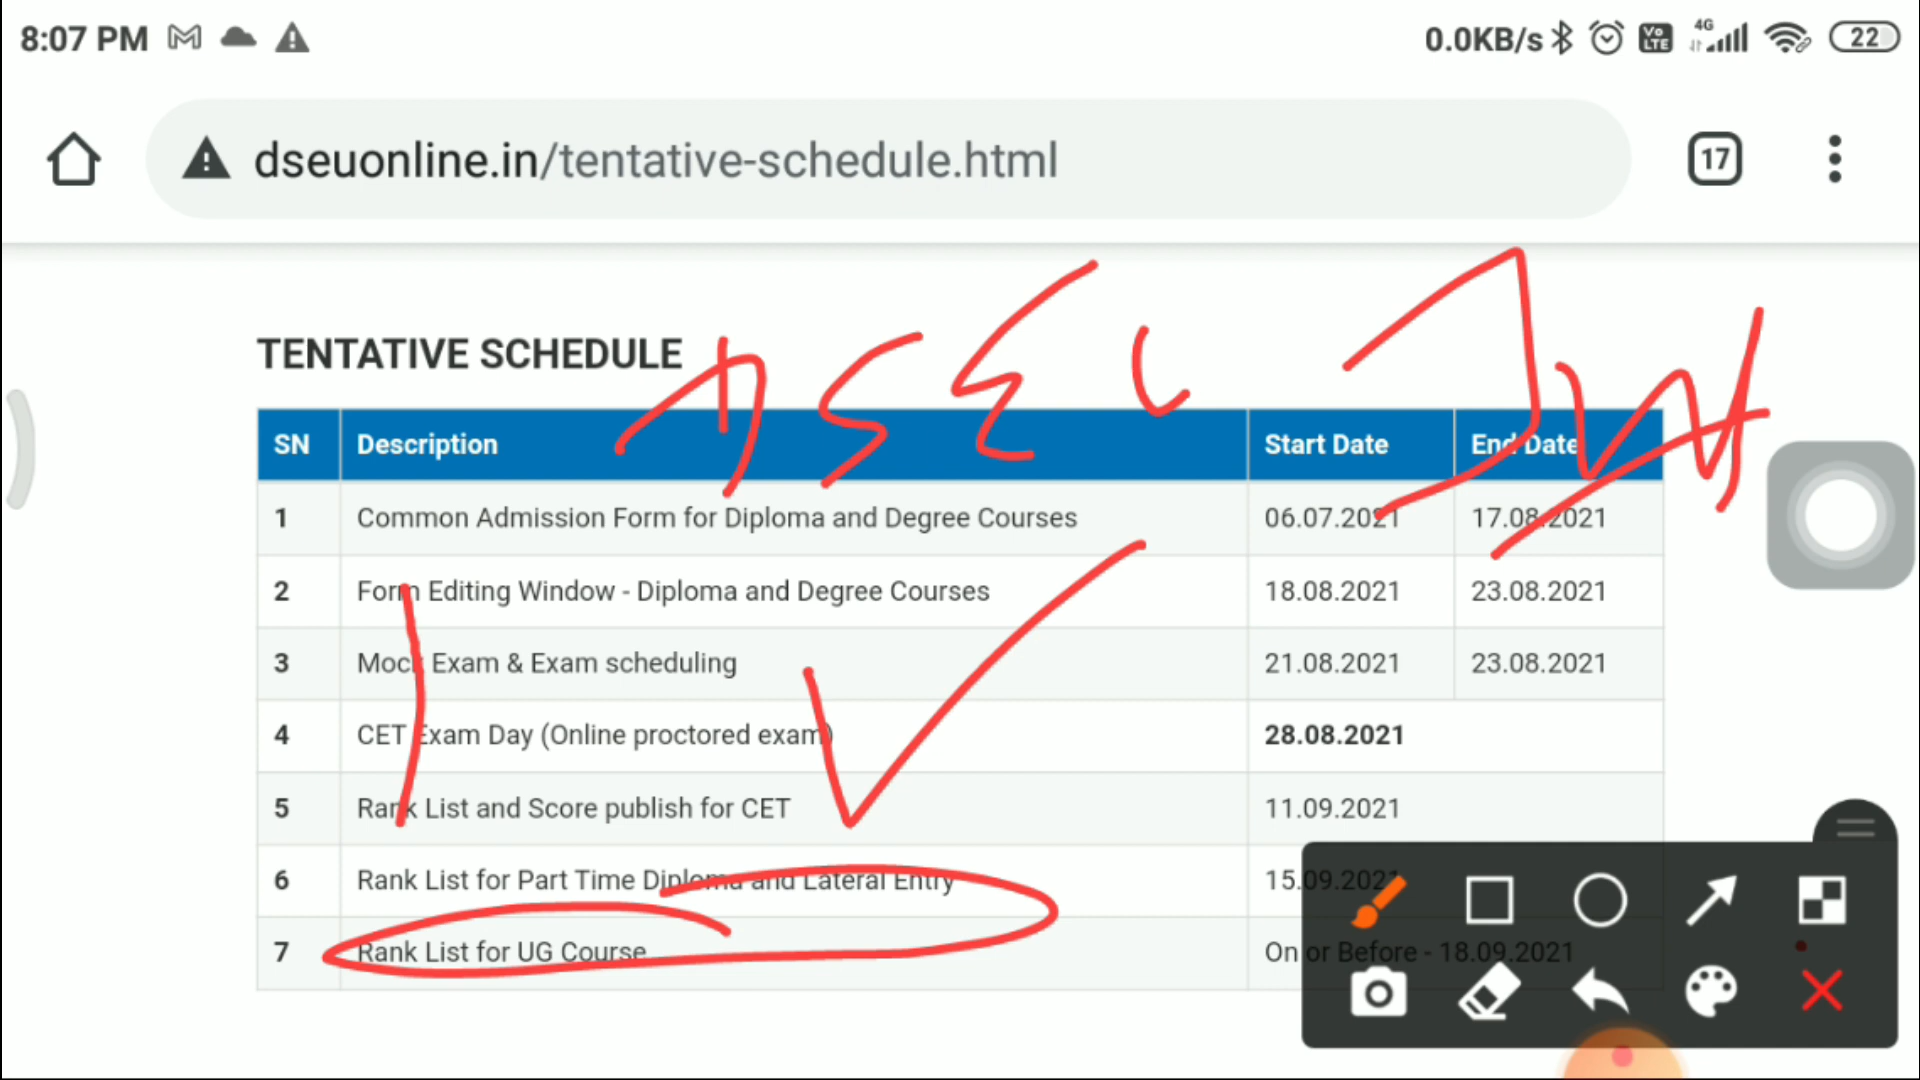 8:07 PM 0.0KB/s Vo LTE 4G 22
dseuonline.in/tentative-schedule.html 17
TENTATIVE SCHEDULE
DSEU
SN Description Start Date End Date
1 Common Admission Form for Diploma and Degree Courses 06.07.2021 17.08.2021
2 Form Editing Window - Diploma and Degree Courses 18.08.2021 23.08.2021
3 Mock Exam & Exam scheduling 21.08.2021 23.08.2021
4 CET Exam Day (Online proctored exam) 28.08.2021
5 Rank List and Score publish for CET 11.09.2021
6 Rank List for Part Time Diploma and Lateral Entry 15.09.2021
7 Rank List for UG Course On or Before - 18.09.2021